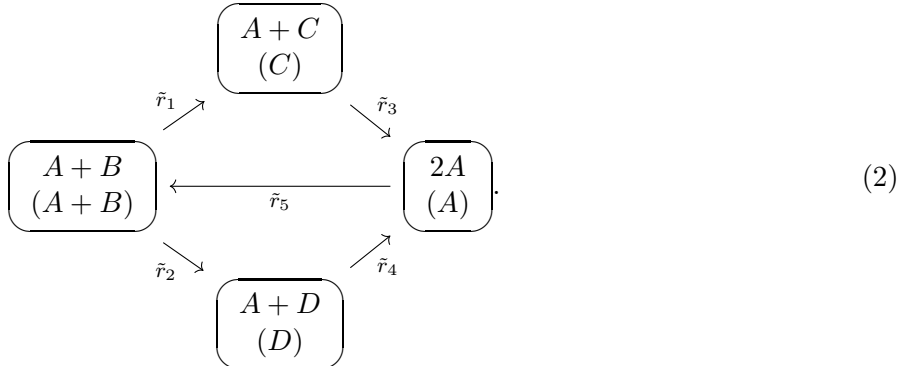 A + C
(C)
r̃₁
r̃₃
A + B
(A + B)
2A
(A)
.
(2)
r̃₅
r̃₂
r̃₄
A + D
(D)